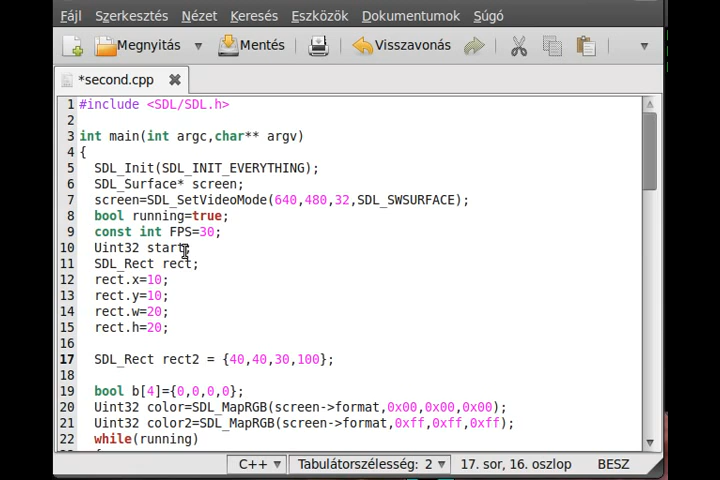 Fájl Szerkesztés Nézet Keresés Eszközök Dokumentumok Súgó
Megnyitás Mentés Visszavonás
*second.cpp
1 #include <SDL/SDL.h>
2
3 int main(int argc,char** argv)
4 {
5 SDL_Init(SDL_INIT_EVERYTHING);
6 SDL_Surface* screen;
7 screen=SDL_SetVideoMode(640,480,32,SDL_SWSURFACE);
8 bool running=true;
9 const int FPS=30;
10 Uint32 start;
11 SDL_Rect rect;
12 rect.x=10;
13 rect.y=10;
14 rect.w=20;
15 rect.h=20;
16
17 SDL_Rect rect2 = {40,40,30,100};
18
19 bool b[4]={0,0,0,0};
20 Uint32 color=SDL_MapRGB(screen->format,0x00,0x00,0x00);
21 Uint32 color2=SDL_MapRGB(screen->format,0xff,0xff,0xff);
22 while(running)
C++ Tabulátorszélesség: 2 17. sor, 16. oszlop BESZ